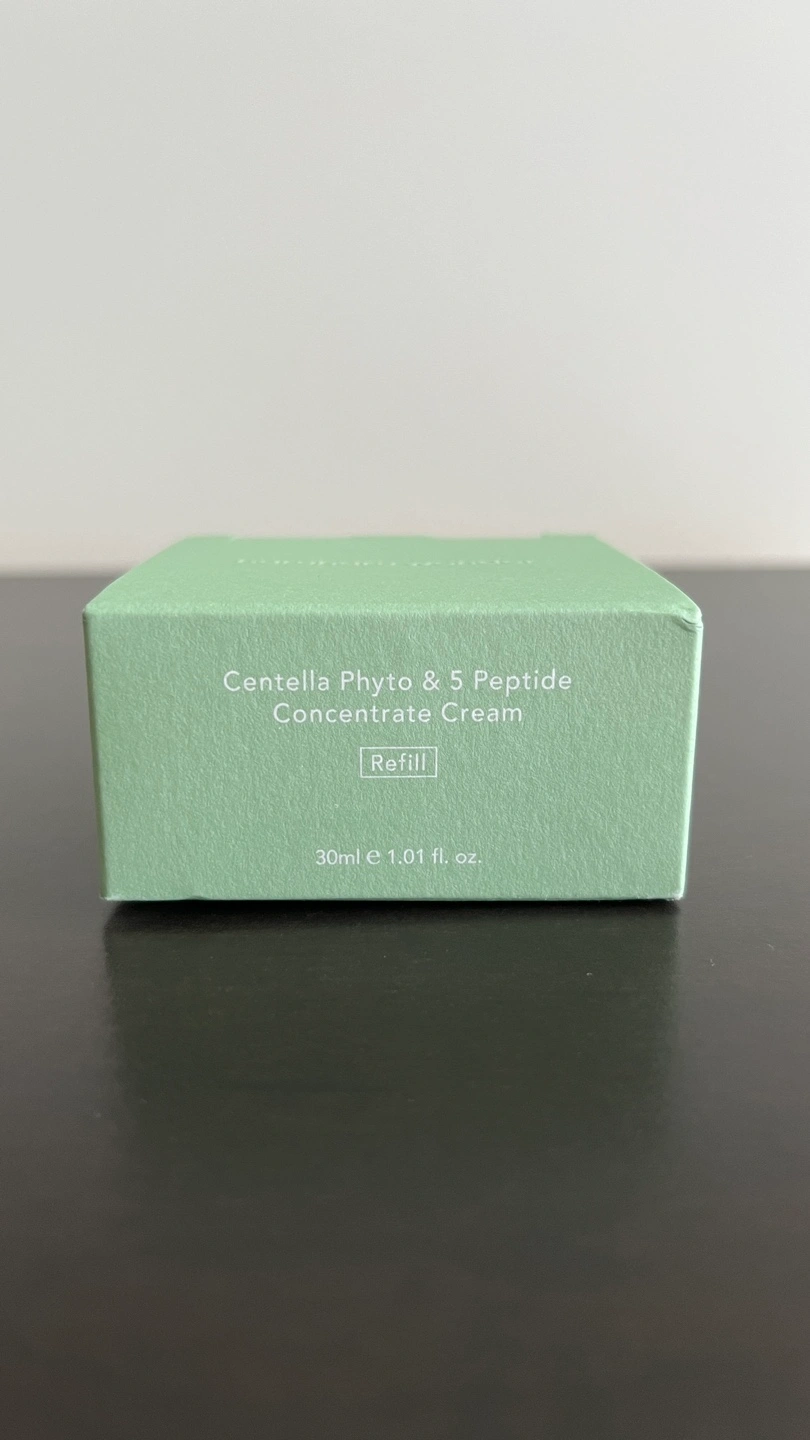 Centella Phyto & 5 Peptide
Concentrate Cream
Refill
30ml ℮ 1.01 fl. oz.